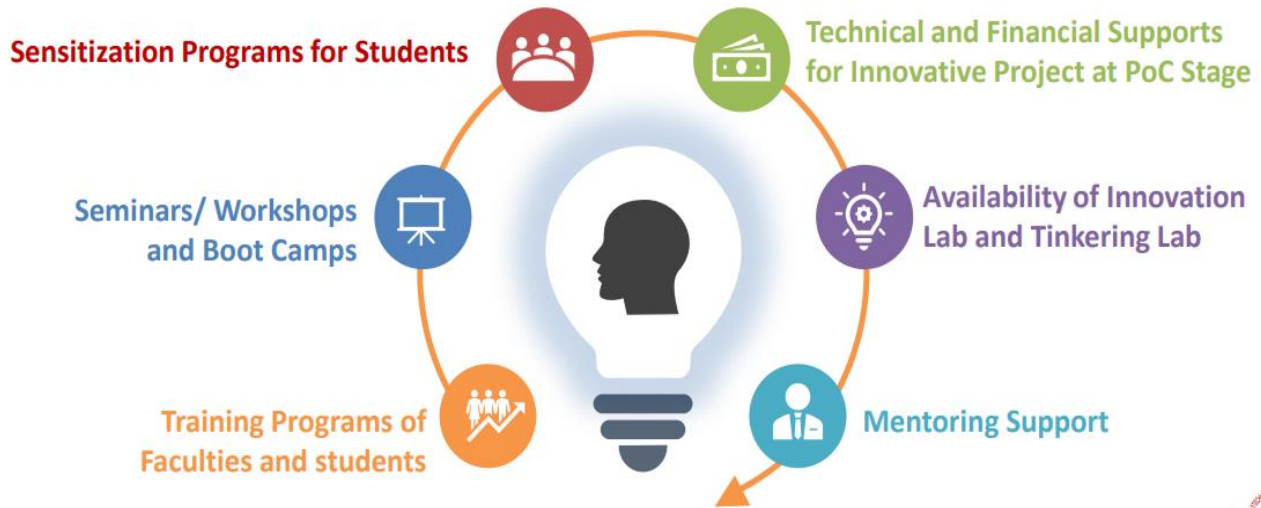 Sensitization Programs for Students
Technical and Financial Supports
for Innovative Project at PoC Stage
Seminars/ Workshops
and Boot Camps
Availability of Innovation
Lab and Tinkering Lab
Training Programs of
Faculties and students
Mentoring Support